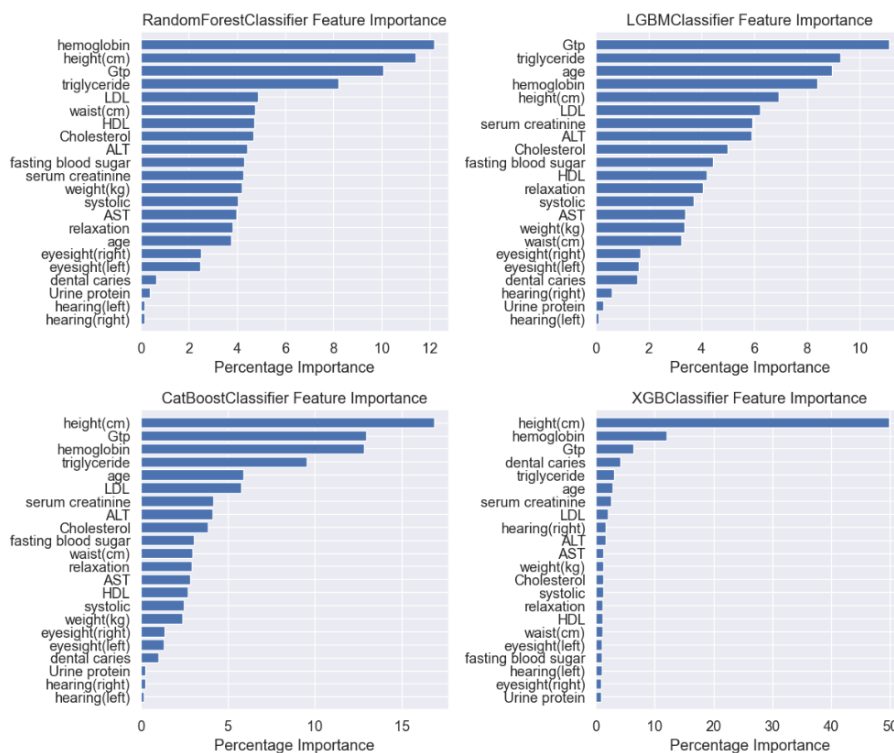 RandomForestClassifier Feature Importance
hemoglobin
height(cm)
Gtp
triglyceride
LDL
waist(cm)
HDL
Cholesterol
ALT
fasting blood sugar
serum creatinine
weight(kg)
systolic
AST
relaxation
age
eyesight(right)
eyesight(left)
dental caries
Urine protein
hearing(left)
hearing(right)
0 2 4 6 8 10 12
Percentage Importance
LGBMClassifier Feature Importance
Gtp
triglyceride
age
hemoglobin
height(cm)
LDL
serum creatinine
ALT
Cholesterol
fasting blood sugar
HDL
relaxation
systolic
AST
weight(kg)
waist(cm)
eyesight(right)
eyesight(left)
dental caries
hearing(right)
Urine protein
hearing(left)
0 2 4 6 8 10
Percentage Importance
CatBoostClassifier Feature Importance
height(cm)
Gtp
hemoglobin
triglyceride
age
LDL
serum creatinine
ALT
Cholesterol
fasting blood sugar
waist(cm)
relaxation
AST
HDL
systolic
weight(kg)
eyesight(right)
eyesight(left)
dental caries
Urine protein
hearing(right)
hearing(left)
0 5 10 15
Percentage Importance
XGBClassifier Feature Importance
height(cm)
hemoglobin
Gtp
dental caries
triglyceride
age
serum creatinine
LDL
hearing(right)
ALT
AST
weight(kg)
Cholesterol
systolic
relaxation
HDL
waist(cm)
eyesight(left)
fasting blood sugar
hearing(left)
eyesight(right)
Urine protein
0 10 20 30 40 50
Percentage Importance